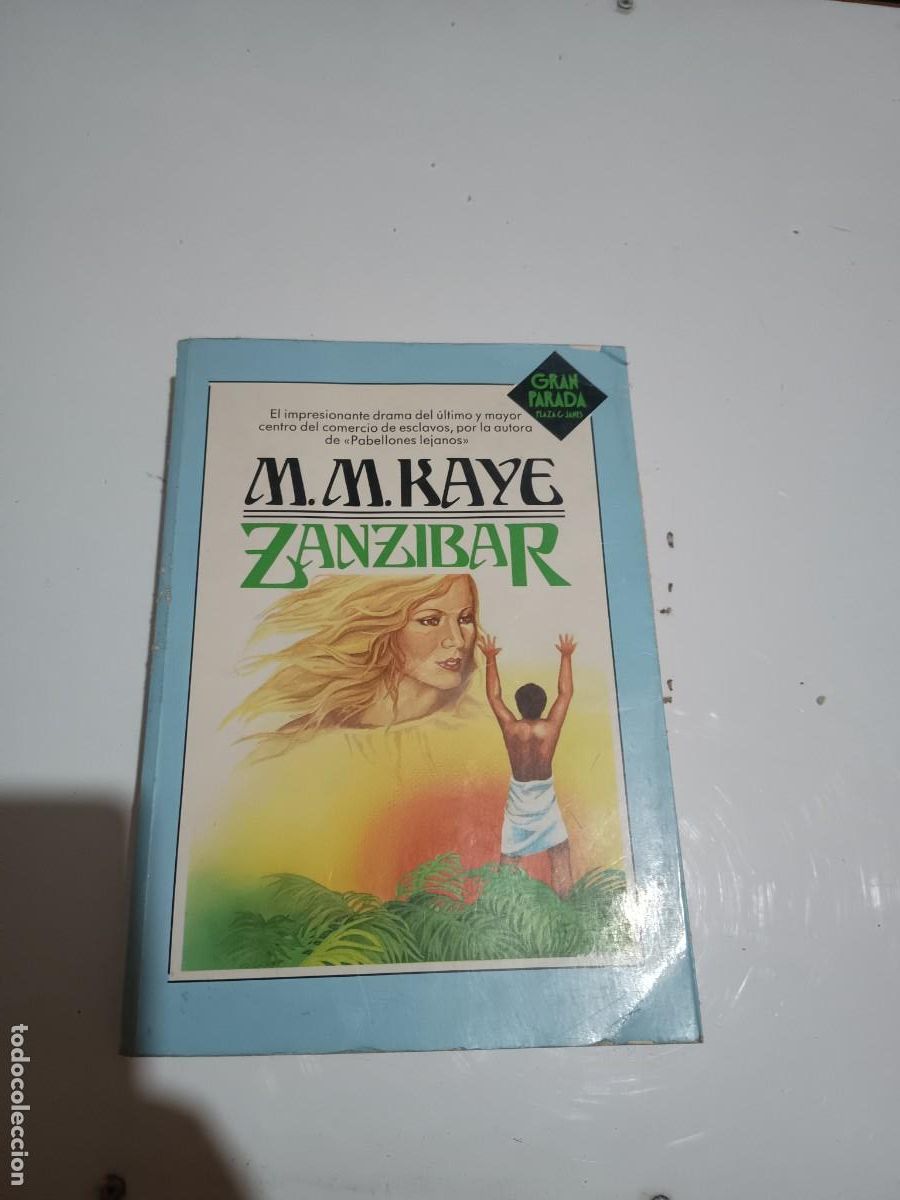 GRAN
PARADA
PLAZA & JANES
El impresionante drama del último y mayor
centro del comercio de esclavos, por la autora
de «Pabellones lejanos»
M.M.KAYE
ZANZIBAR
todocoleccion